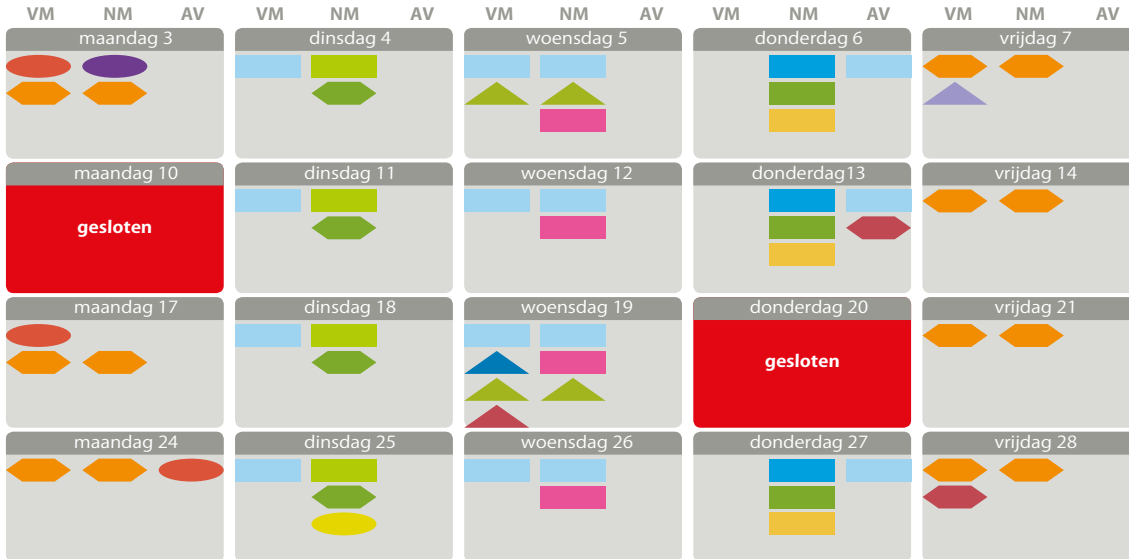 VM NM AV VM NM AV VM NM AV VM NM AV VM NM AV
maandag 3 dinsdag 4 woensdag 5 donderdag 6 vrijdag 7
maandag 10 dinsdag 11 woensdag 12 donderdag13 vrijdag 14
gesloten
maandag 17 dinsdag 18 woensdag 19 donderdag 20 vrijdag 21
gesloten
maandag 24 dinsdag 25 woensdag 26 donderdag 27 vrijdag 28